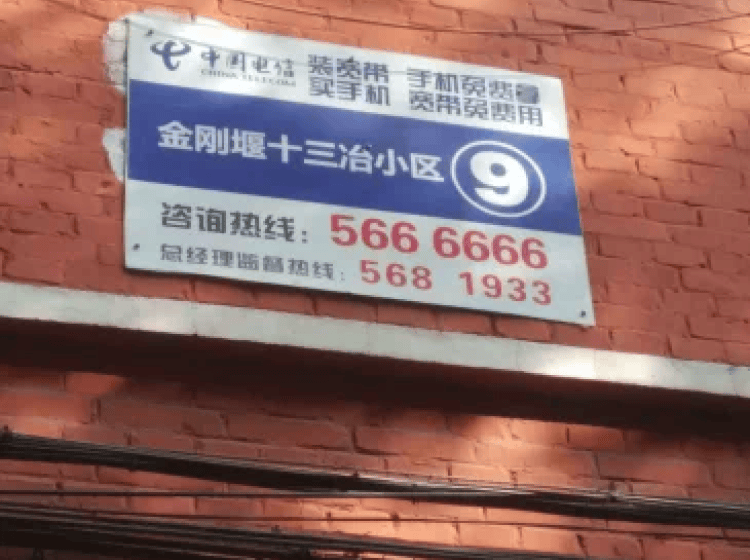 中国电信
CHINA TELECOM
装宽带 手机免费拿
买手机 宽带免费用
金刚堰十三冶小区 9
咨询热线：566 6666
总经理监督热线：568 1933